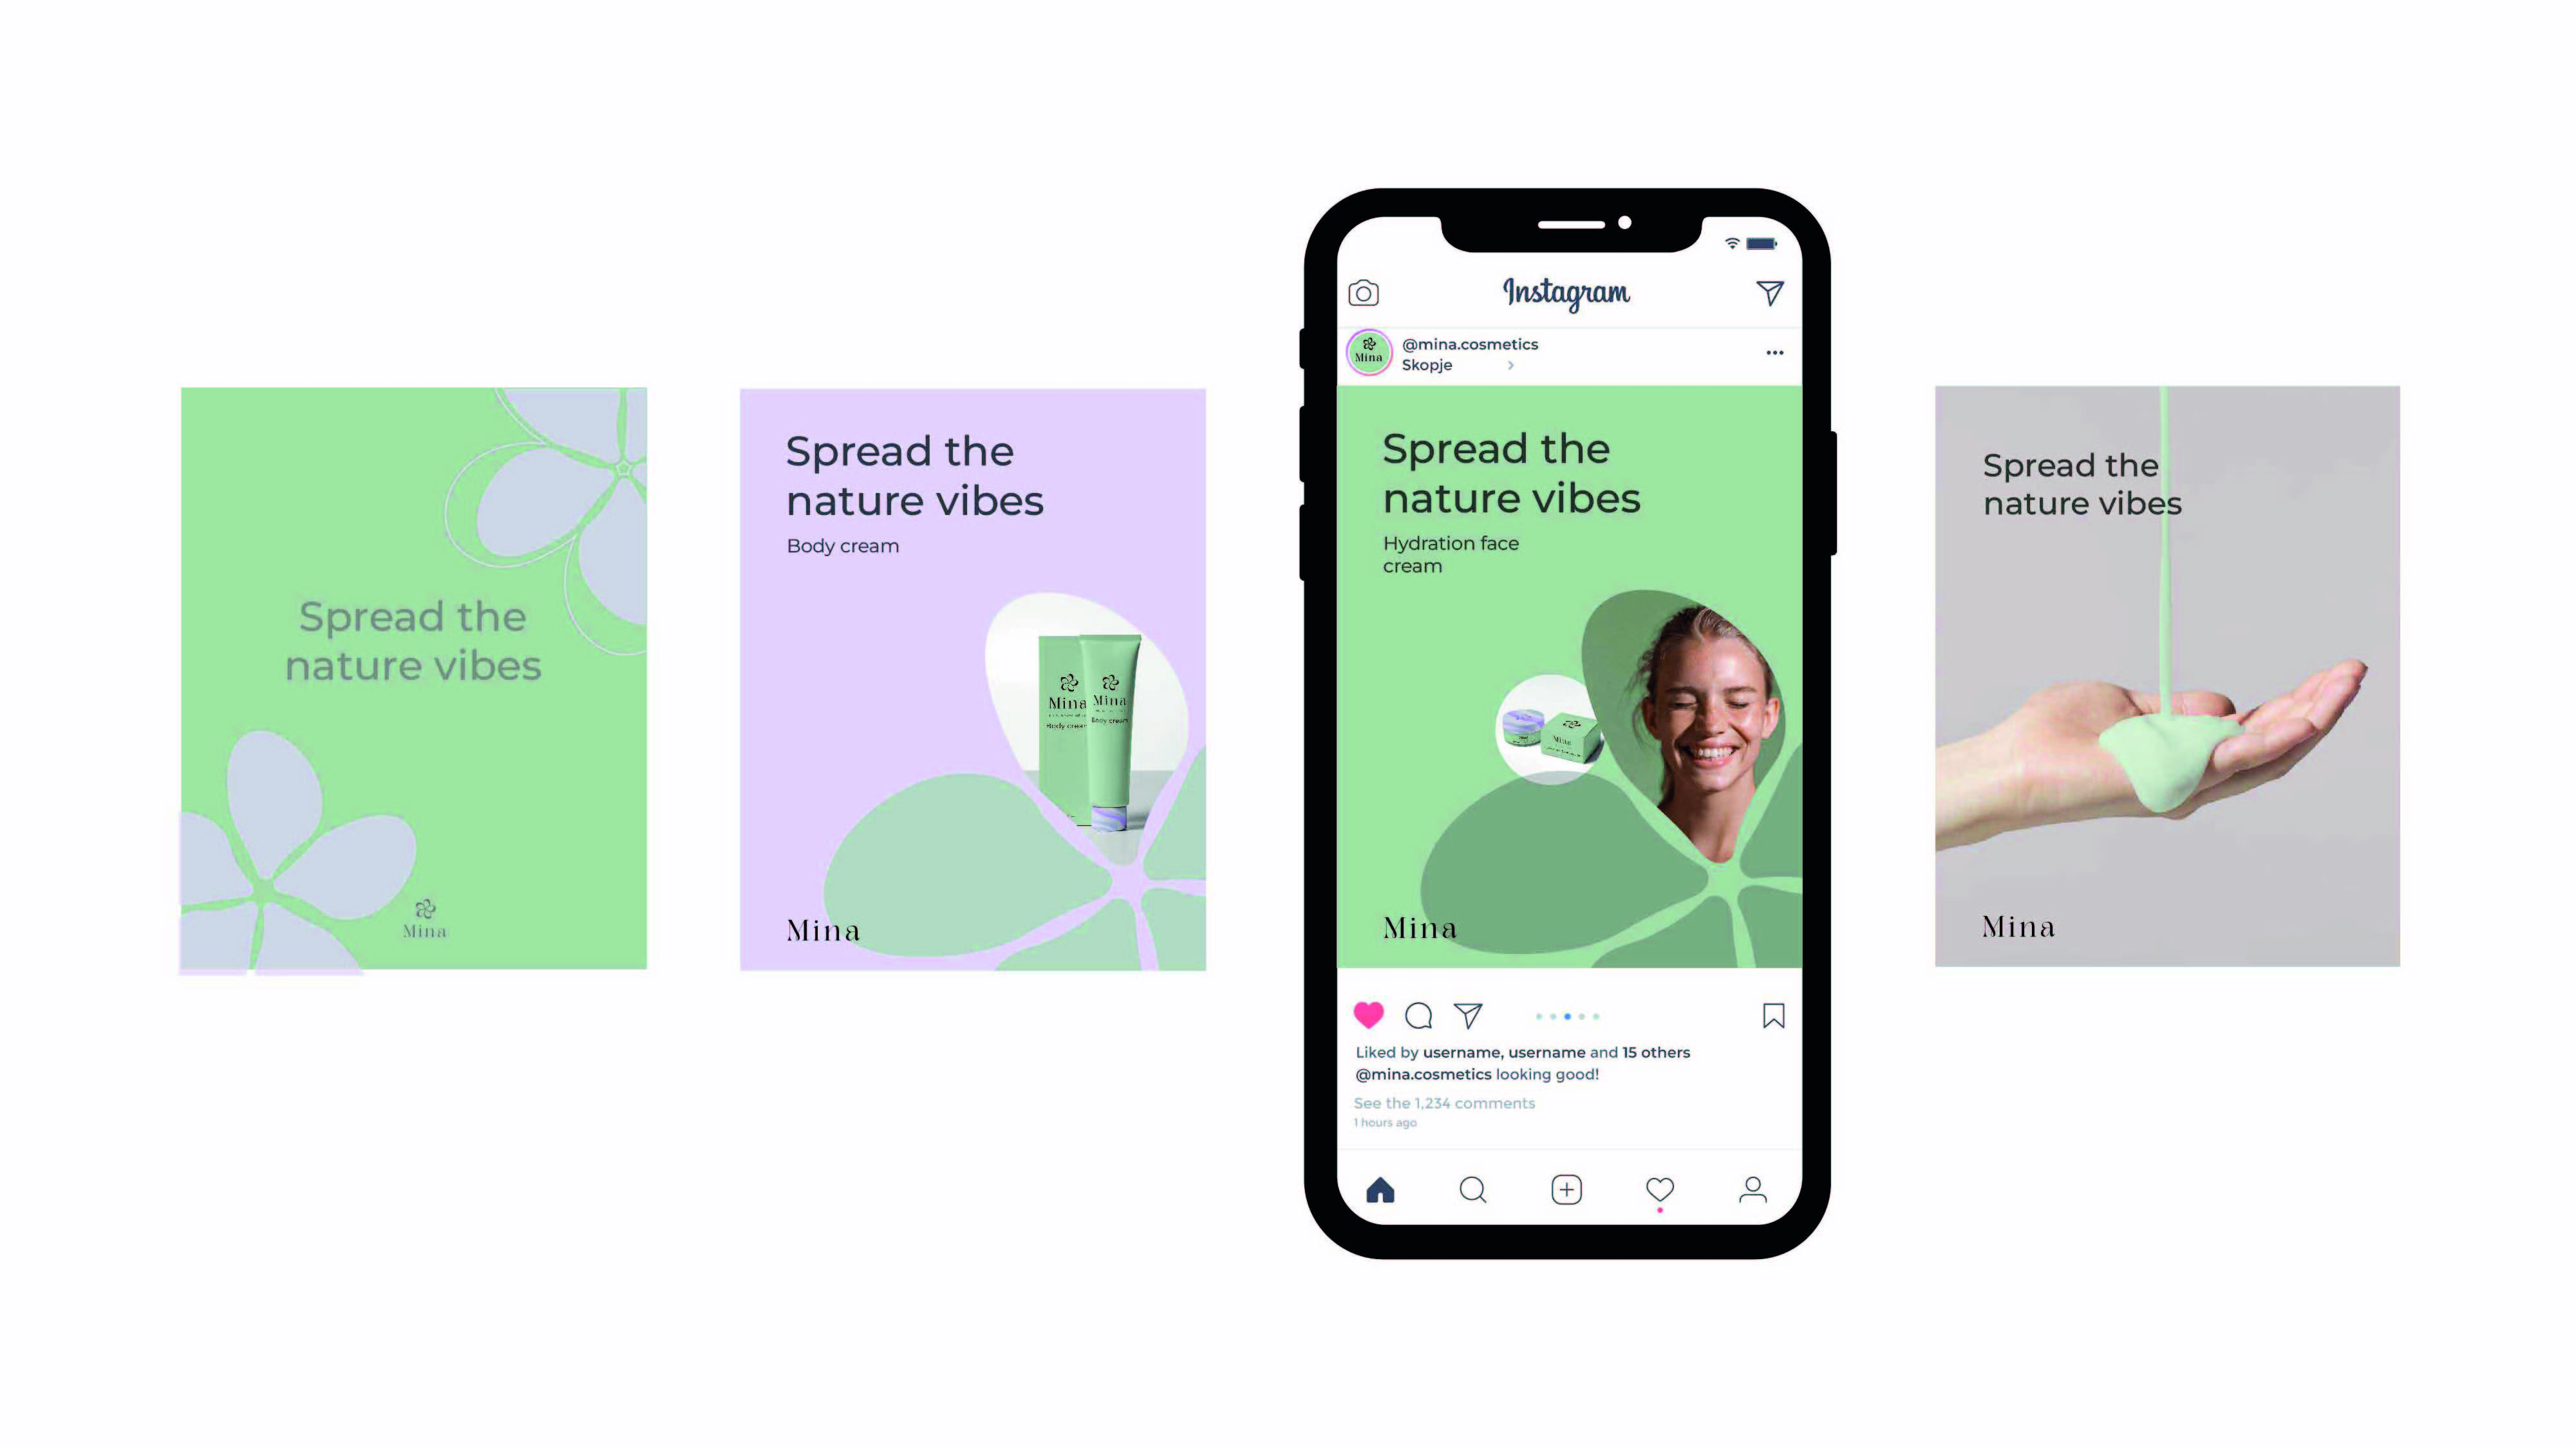 Spread the
nature vibes
Mina
Spread the
nature vibes
Body cream
Mina
Body cream
Mina
Body cream
Mina
Instagram
Mina
@mina.cosmetics
Skopje
Spread the
nature vibes
Hydration face
cream
Mina
Mina
Liked by username, username and 15 others
@mina.cosmetics looking good!
See the 1,234 comments
1 hours ago
Spread the
nature vibes
Mina